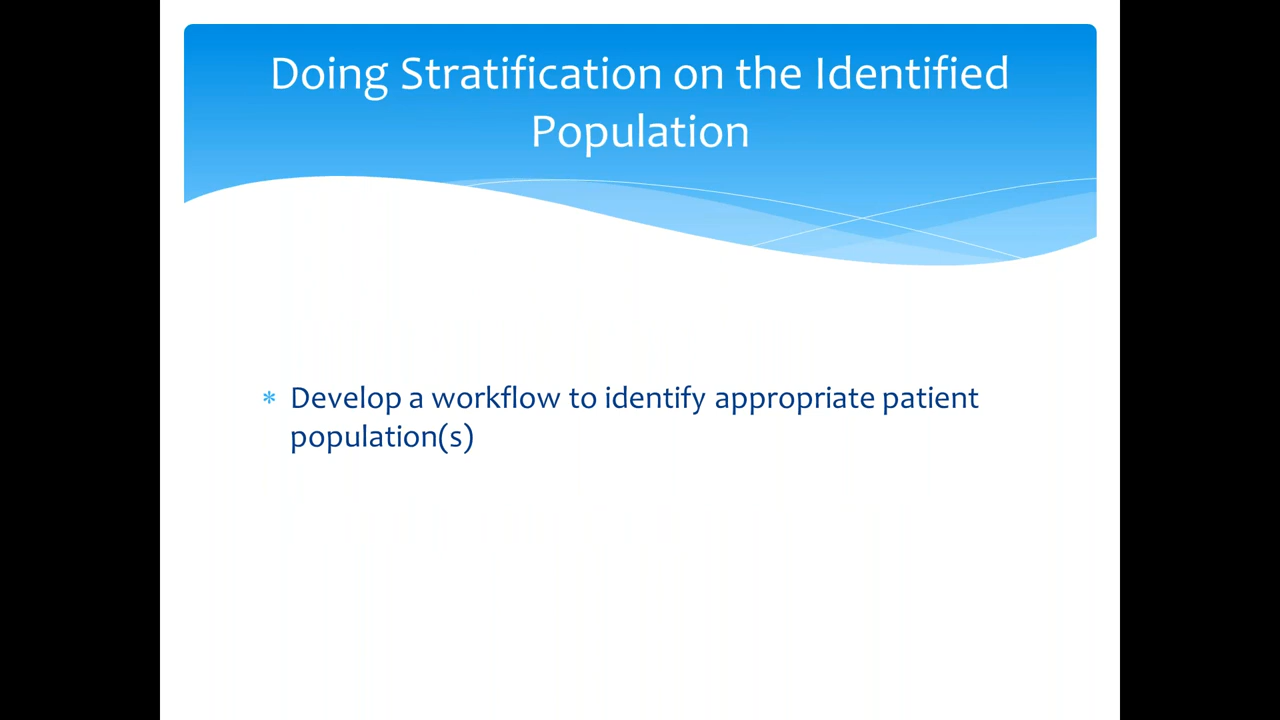 Doing Stratification on the Identified
Population
* Develop a workflow to identify appropriate patient
population(s)